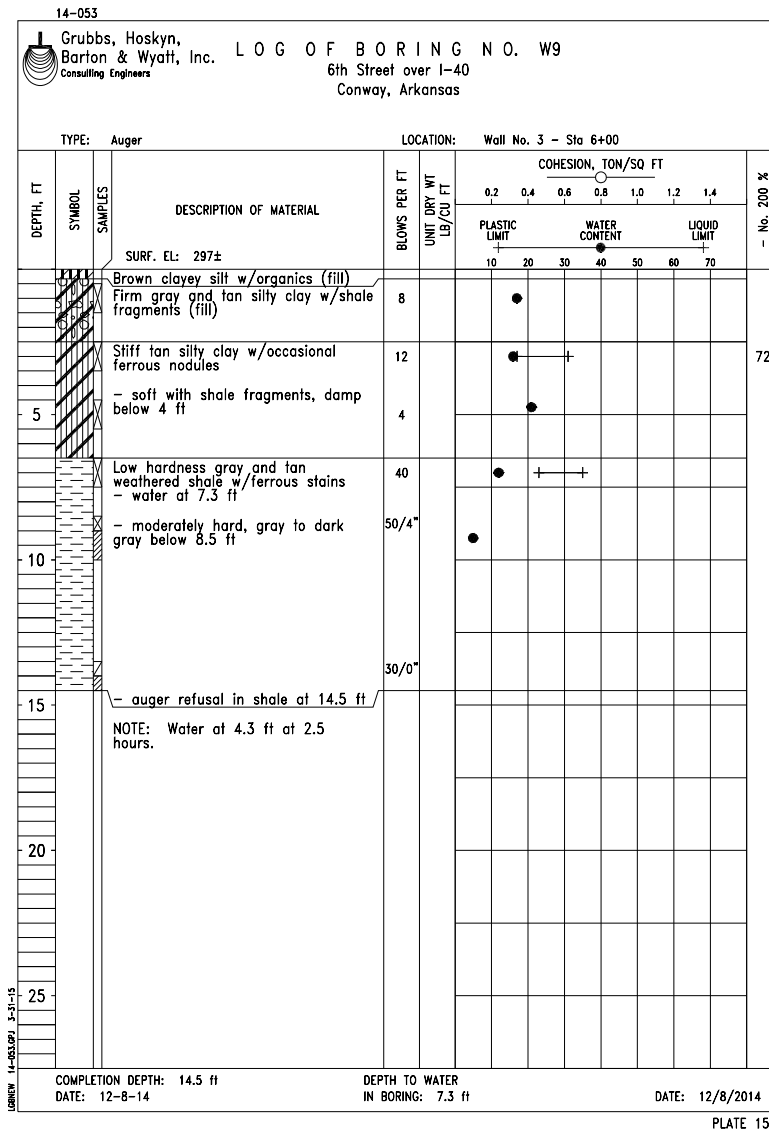 14-053
Grubbs, Hoskyn,
Barton & Wyatt, Inc.
Consulting Engineers
LOG OF BORING NO. W9
6th Street over I-40
Conway, Arkansas
TYPE: Auger
LOCATION: Wall No. 3 - Sta 6+00
DEPTH, FT
SYMBOL
SAMPLES
DESCRIPTION OF MATERIAL
SURF. EL: 297±
BLOWS PER FT
UNIT DRY WT
LB/CU FT
COHESION, TON/SQ FT
0.2 0.4 0.6 0.8 1.0 1.2 1.4
PLASTIC LIMIT
WATER CONTENT
LIQUID LIMIT
10 20 30 40 50 60 70
- No. 200 %
Brown clayey silt w/organics (fill)
Firm gray and tan silty clay w/shale
fragments (fill)
8
Stiff tan silty clay w/occasional
ferrous nodules
12
72
- soft with shale fragments, damp
below 4 ft
5
4
Low hardness gray and tan
weathered shale w/ferrous stains
- water at 7.3 ft
40
- moderately hard, gray to dark
gray below 8.5 ft
50/4"
10
30/0"
- auger refusal in shale at 14.5 ft
15
NOTE: Water at 4.3 ft at 2.5
hours.
20
25
LGBNEW 14-053.GPJ 3-31-15
COMPLETION DEPTH: 14.5 ft
DATE: 12-8-14
DEPTH TO WATER
IN BORING: 7.3 ft
DATE: 12/8/2014
PLATE 15